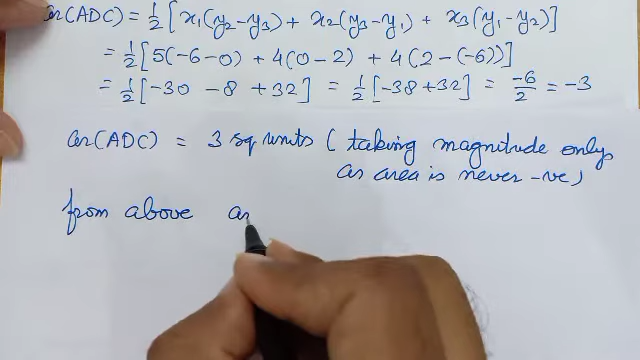 ar(ADC) = 1/2 [x₁(y₂-y₃) + x₂(y₃-y₁) + x₃(y₁-y₂)]
= 1/2 [5(-6-0) + 4(0-2) + 4(2-(-6))]
= 1/2 [-30 -8 +32] = 1/2 [-38+32] = -6/2 = -3
ar(ADC) = 3 sq units ( taking magnitude only
as area is never -ve)
from above ar